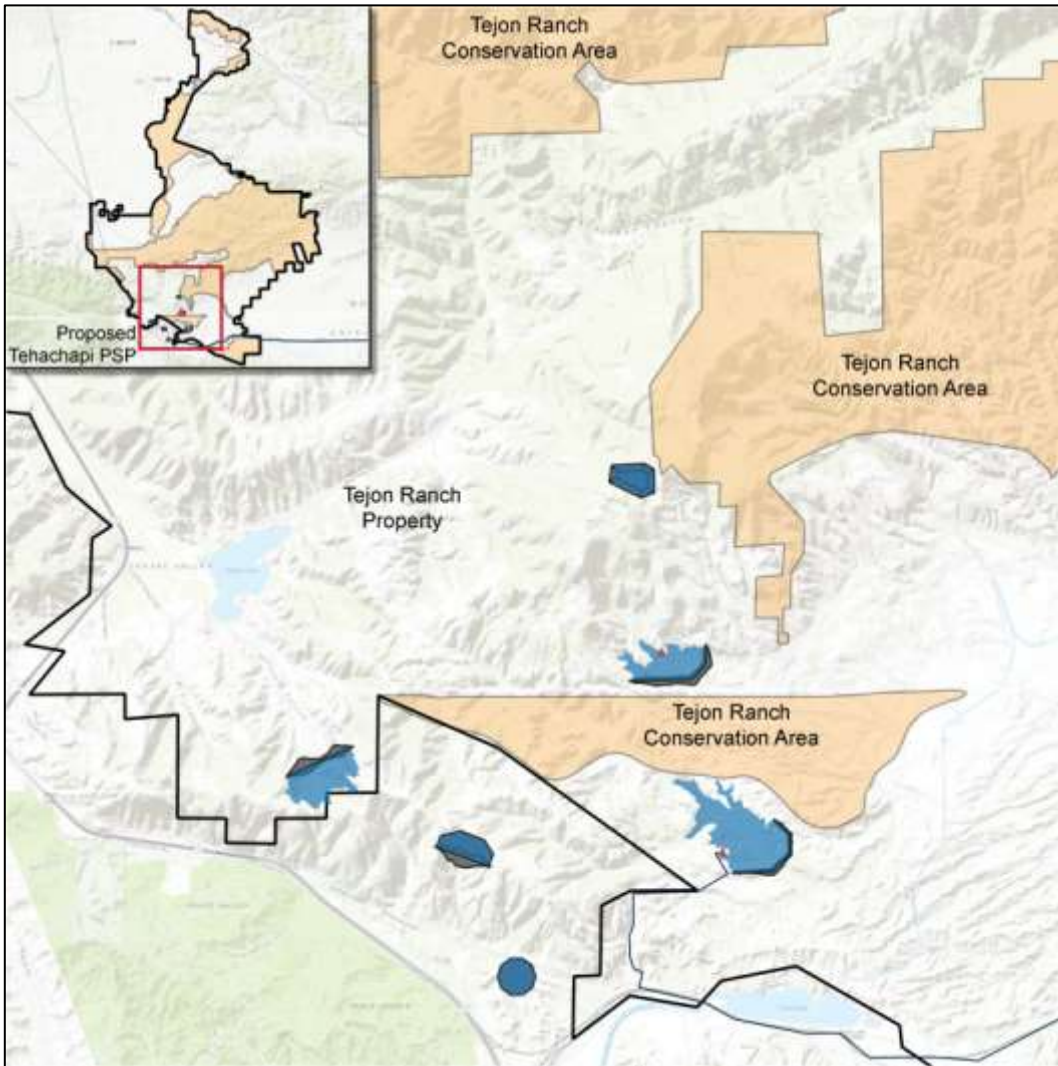 Tejon Ranch
Conservation Area
Proposed
Tehachapi PSP
Tejon Ranch
Conservation Area
Tejon Ranch
Property
Tejon Ranch
Conservation Area